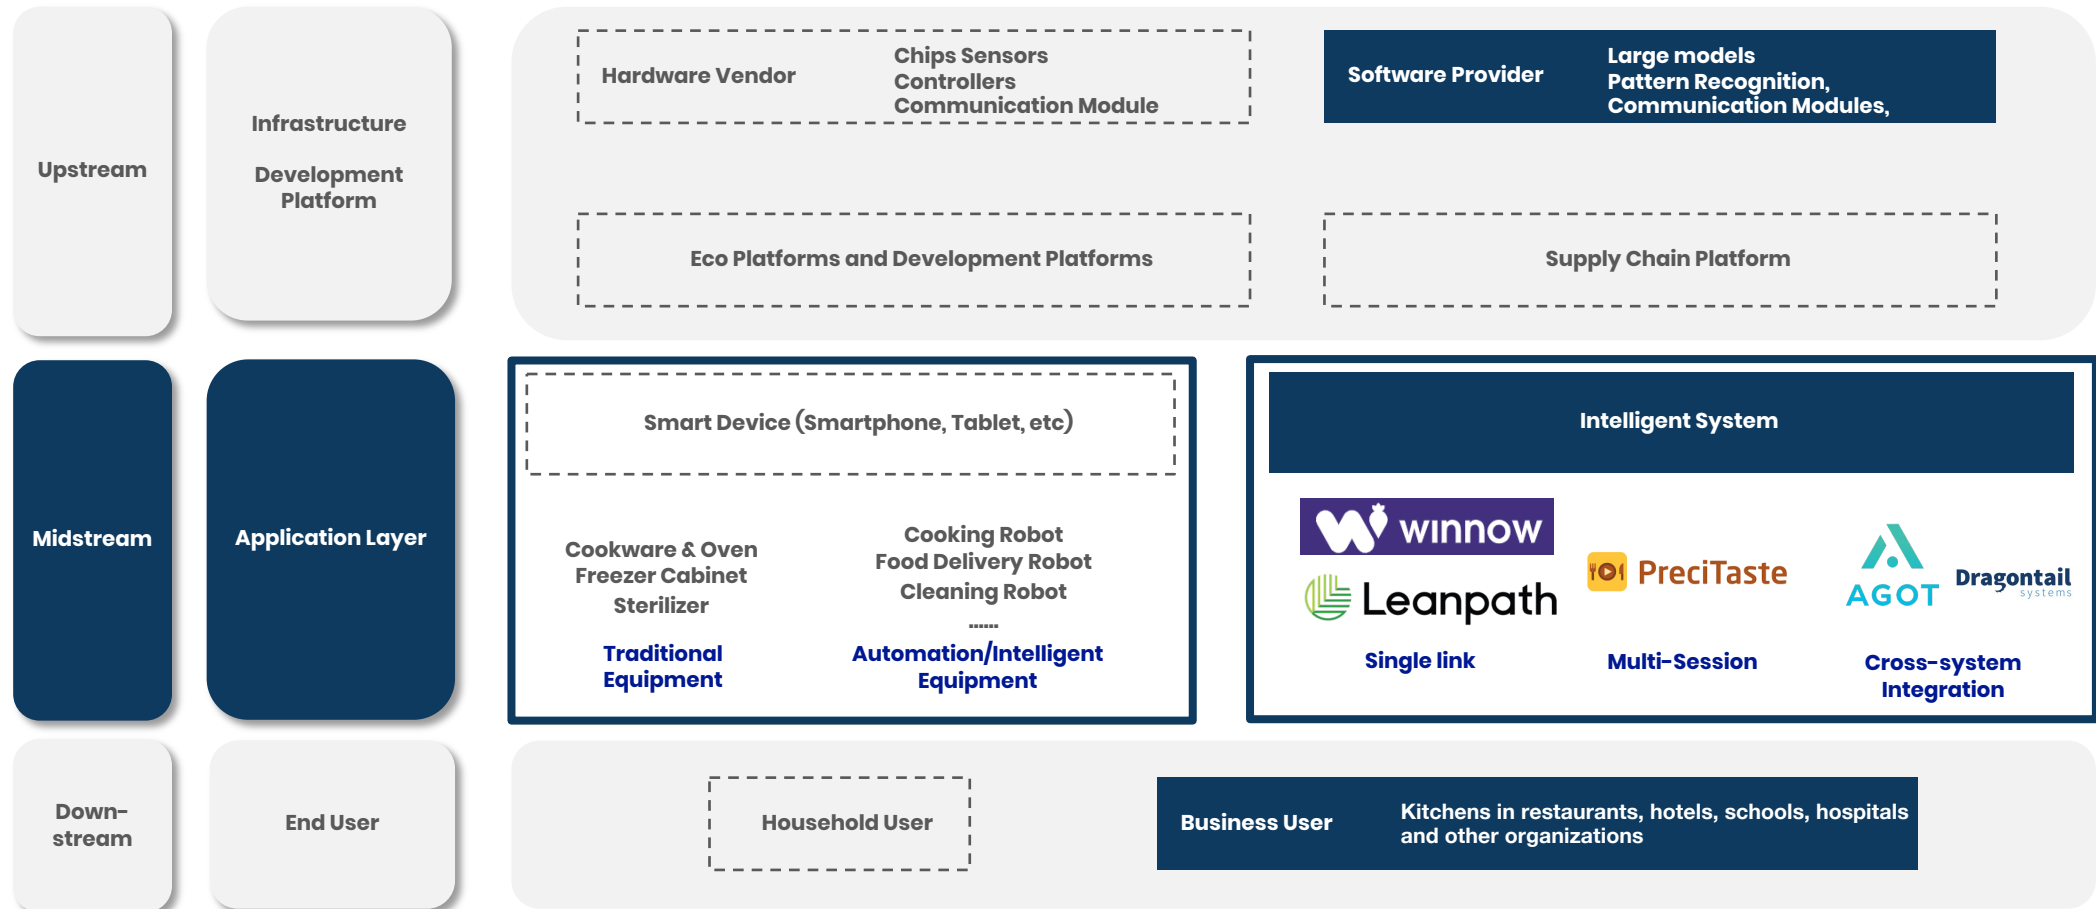 Upstream
Infrastructure
Development
Platform
Hardware Vendor
Chips Sensors
Controllers
Communication Module
Software Provider
Large models
Pattern Recognition,
Communication Modules,
Eco Platforms and Development Platforms
Supply Chain Platform
Midstream
Application Layer
Smart Device (Smartphone, Tablet, etc)
Cookware & Oven
Freezer Cabinet
Sterilizer
Traditional
Equipment
Cooking Robot
Food Delivery Robot
Cleaning Robot
......
Automation/Intelligent
Equipment
Intelligent System
winnow
Leanpath
Single link
PreciTaste
Multi-Session
AGOT
Dragontail
systems
Cross-system
Integration
Down-
stream
End User
Household User
Business User
Kitchens in restaurants, hotels, schools, hospitals
and other organizations